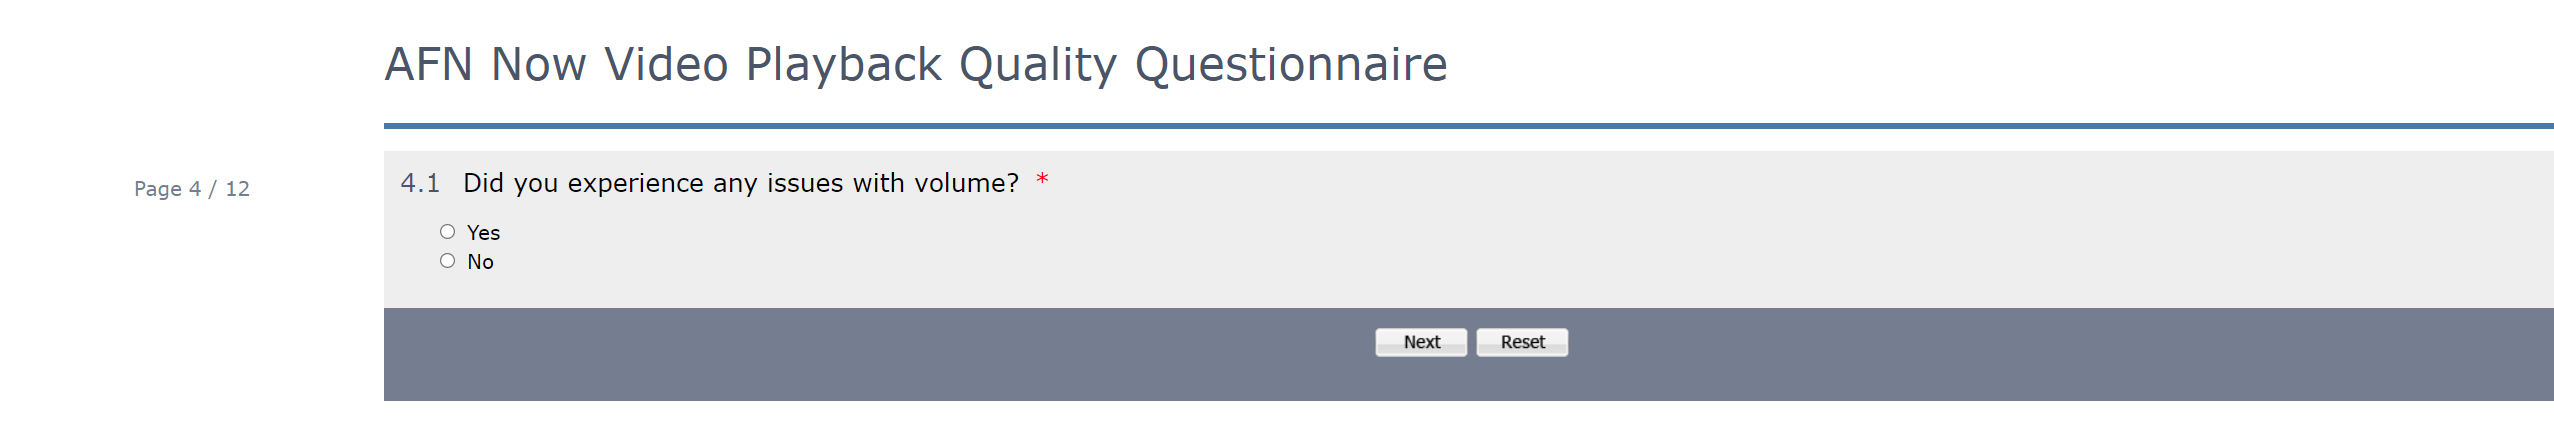 AFN Now Video Playback Quality Questionnaire
Page 4 / 12
4.1 Did you experience any issues with volume? *
Yes
No
Next Reset